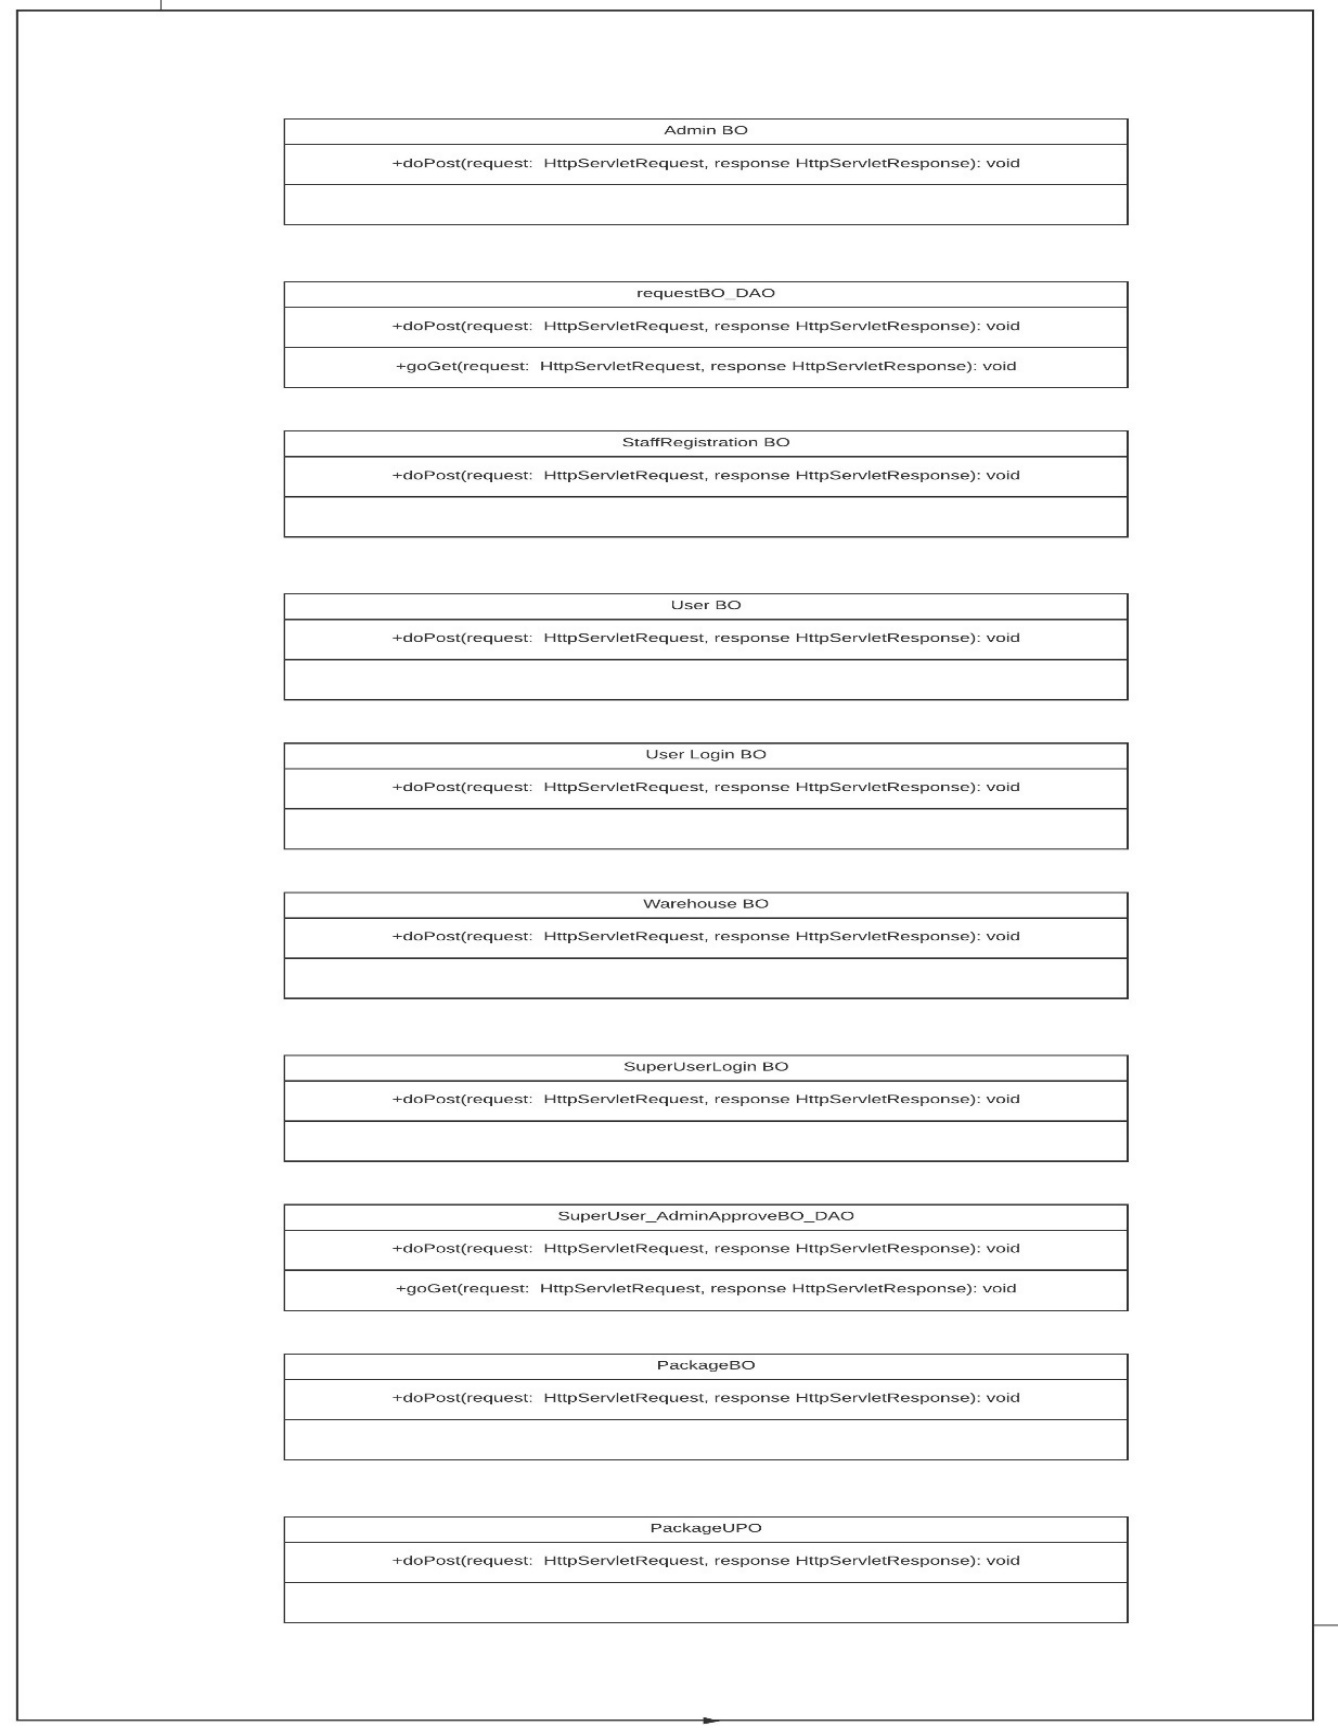 Admin BO
+doPost(request: HttpServletRequest, response HttpServletResponse): void
requestBO_DAO
+doPost(request: HttpServletRequest, response HttpServletResponse): void
+goGet(request: HttpServletRequest, response HttpServletResponse): void
StaffRegistration BO
+doPost(request: HttpServletRequest, response HttpServletResponse): void
User BO
+doPost(request: HttpServletRequest, response HttpServletResponse): void
User Login BO
+doPost(request: HttpServletRequest, response HttpServletResponse): void
Warehouse BO
+doPost(request: HttpServletRequest, response HttpServletResponse): void
SuperUserLogin BO
+doPost(request: HttpServletRequest, response HttpServletResponse): void
SuperUser_AdminApproveBO_DAO
+doPost(request: HttpServletRequest, response HttpServletResponse): void
+goGet(request: HttpServletRequest, response HttpServletResponse): void
PackageBO
+doPost(request: HttpServletRequest, response HttpServletResponse): void
PackageUPO
+doPost(request: HttpServletRequest, response HttpServletResponse): void